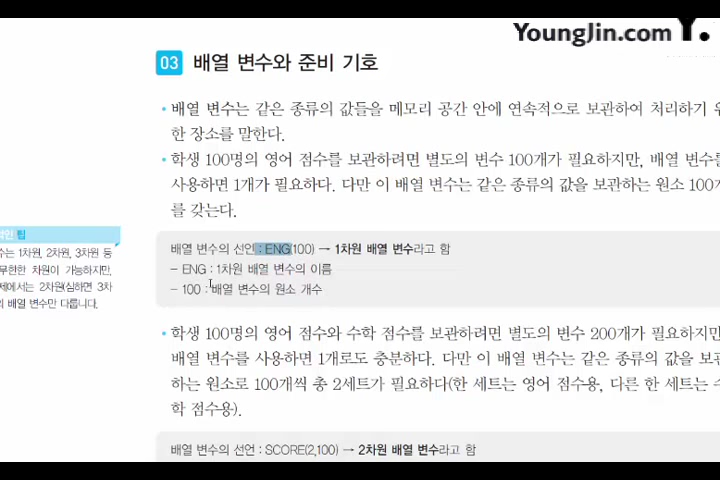 YoungJin.com Y.
03 배열 변수와 준비 기호
• 배열 변수는 같은 종류의 값들을 메모리 공간 안에 연속적으로 보관하여 처리하기
한 장소를 말한다.
• 학생 100명의 영어 점수를 보관하려면 별도의 변수 100개가 필요하지만, 배열 변수를
사용하면 1개가 필요하다. 다만 이 배열 변수는 같은 종류의 값을 보관하는 원소 100개
를 갖는다.
팁
수는 1차원, 2차원, 3차원 등
무한한 차원이 가능하지만,
에서는 2차원(심하면 3차
의 배열 변수만 다룹니다.
배열 변수의 선언 : ENG(100) → 1차원 배열 변수라고 함
- ENG : 1차원 배열 변수의 이름
- 100 : 배열 변수의 원소 개수
• 학생 100명의 영어 점수와 수학 점수를 보관하려면 별도의 변수 200개가 필요하지만
배열 변수를 사용하면 1개로도 충분하다. 다만 이 배열 변수는 같은 종류의 값을 보관
하는 원소로 100개씩 총 2세트가 필요하다(한 세트는 영어 점수용, 다른 한 세트는 수
학 점수용).
배열 변수의 선언 : SCORE(2,100) → 2차원 배열 변수라고 함